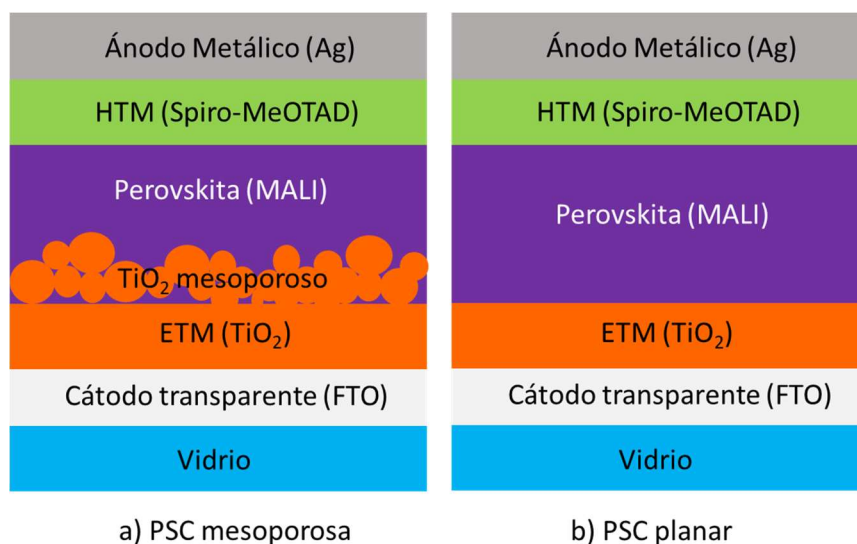 Ánodo Metálico (Ag)
HTM (Spiro-MeOTAD)
Perovskita (MALI)
TiO₂ mesoporoso
ETM (TiO₂)
Cátodo transparente (FTO)
Vidrio
a) PSC mesoporosa
Ánodo Metálico (Ag)
HTM (Spiro-MeOTAD)
Perovskita (MALI)
ETM (TiO₂)
Cátodo transparente (FTO)
Vidrio
b) PSC planar